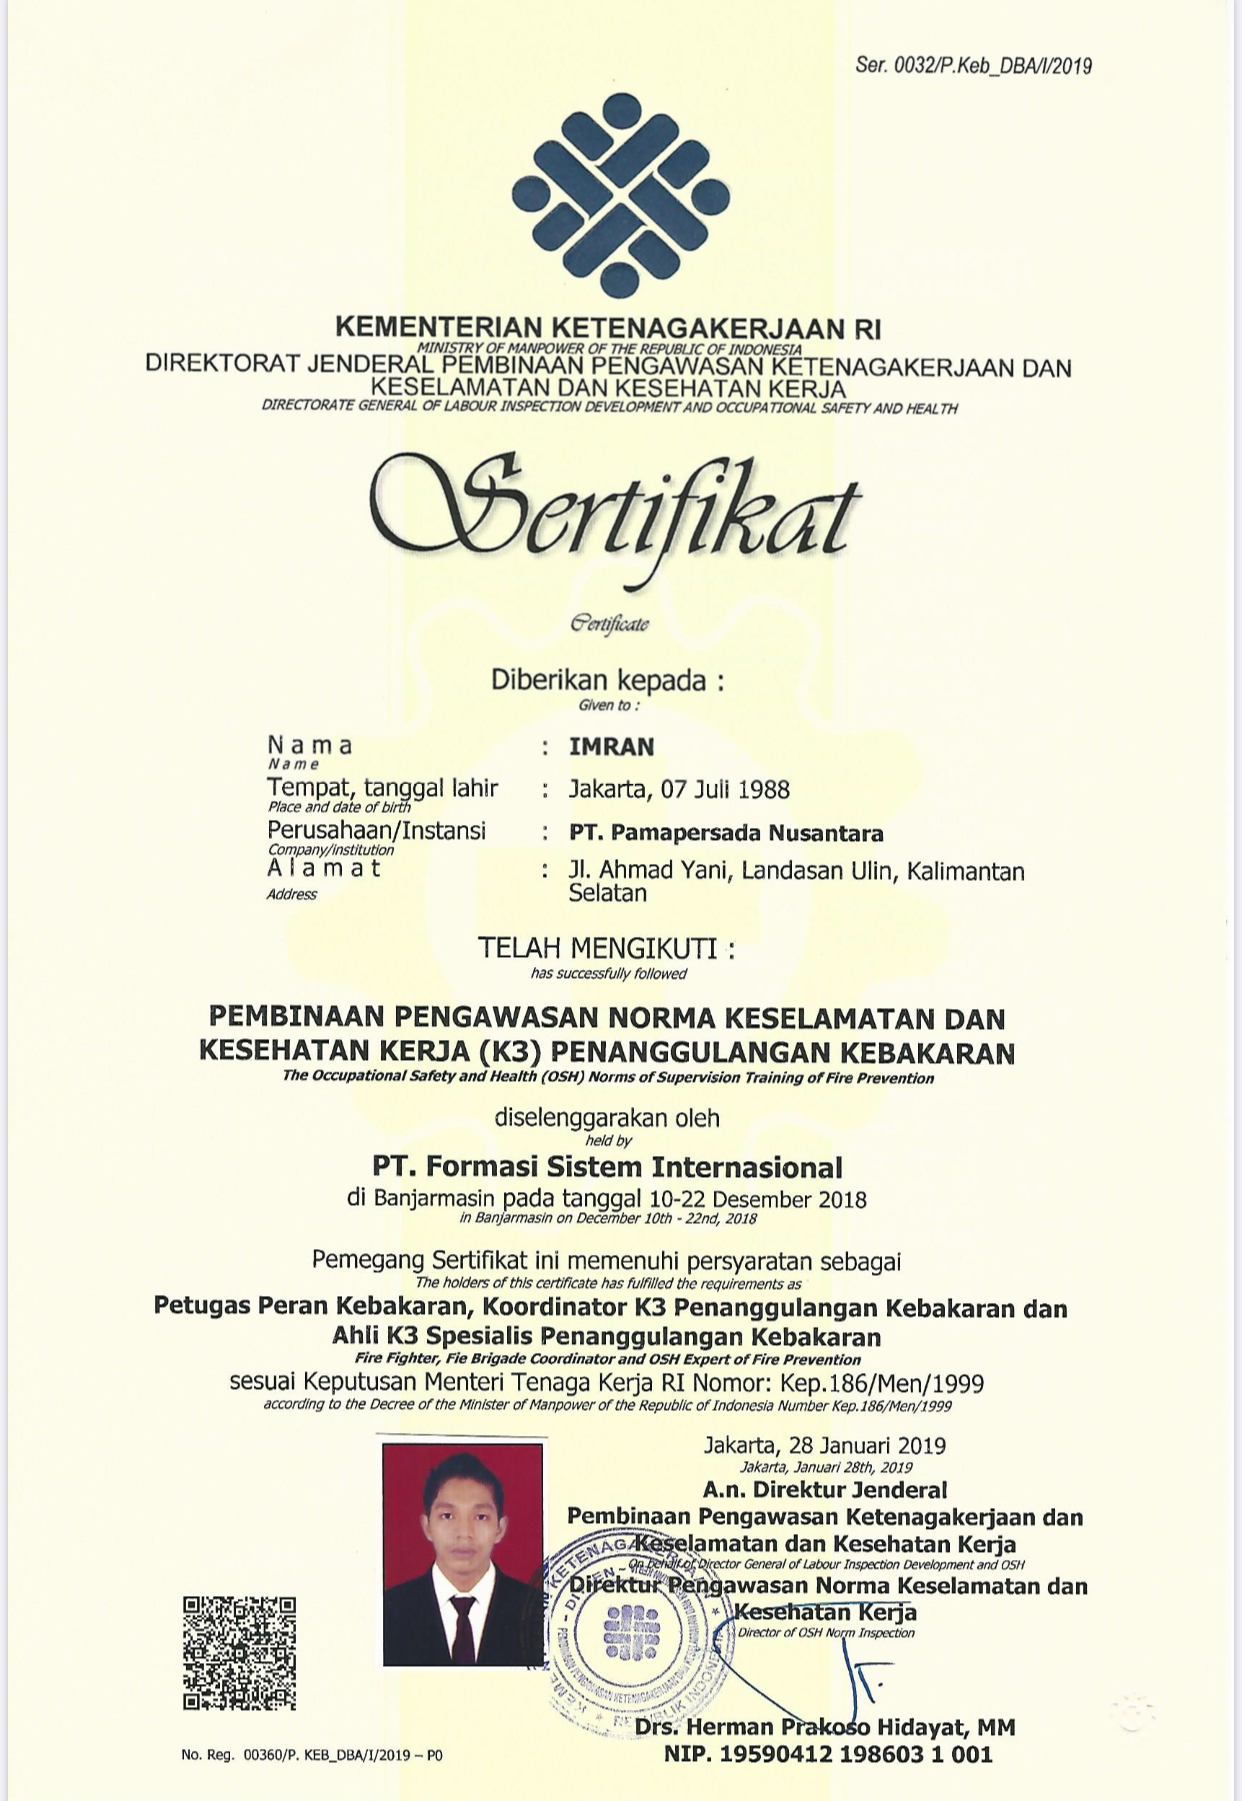 Ser. 0032/P.Keb_DBA/I/2019
KEMENTERIAN KETENAGAKERJAAN RI
MINISTRY OF MANPOWER OF THE REPUBLIC OF INDONESIA
DIREKTORAT JENDERAL PEMBINAAN PENGAWASAN KETENAGAKERJAAN DAN
KESELAMATAN DAN KESEHATAN KERJA
DIRECTORATE GENERAL OF LABOUR INSPECTION DEVELOPMENT AND OCCUPATIONAL SAFETY AND HEALTH
Sertifikat
Certificate
Diberikan kepada :
Given to :
Nama : IMRAN
Name
Tempat, tanggal lahir : Jakarta, 07 Juli 1988
Place and date of birth
Perusahaan/Instansi : PT. Pamapersada Nusantara
Company/institution
Alamat : Jl. Ahmad Yani, Landasan Ulin, Kalimantan
Address Selatan
TELAH MENGIKUTI :
has successfully followed
PEMBINAAN PENGAWASAN NORMA KESELAMATAN DAN
KESEHATAN KERJA (K3) PENANGGULANGAN KEBAKARAN
The Occupational Safety and Health (OSH) Norms of Supervision Training of Fire Prevention
diselenggarakan oleh
held by
PT. Formasi Sistem Internasional
di Banjarmasin pada tanggal 10-22 Desember 2018
in Banjarmasin on December 10th - 22nd, 2018
Pemegang Sertifikat ini memenuhi persyaratan sebagai
The holders of this certificate has fulfilled the requirements as
Petugas Peran Kebakaran, Koordinator K3 Penanggulangan Kebakaran dan
Ahli K3 Spesialis Penanggulangan Kebakaran
Fire Fighter, Fie Brigade Coordinator and OSH Expert of Fire Prevention
sesuai Keputusan Menteri Tenaga Kerja RI Nomor: Kep.186/Men/1999
according to the Decree of the Minister of Manpower of the Republic of Indonesia Number Kep.186/Men/1999
Jakarta, 28 Januari 2019
Jakarta, Januari 28th, 2019
A.n. Direktur Jenderal
Pembinaan Pengawasan Ketenagakerjaan dan
Keselamatan dan Kesehatan Kerja
On behalf of Director General of Labour Inspection Development and OSH
Direktur Pengawasan Norma Keselamatan dan
Kesehatan Kerja
Director of OSH Norm Inspection
Drs. Herman Prakoso Hidayat, MM
NIP. 19590412 198603 1 001
No. Reg. 00360/P. KEB_DBA/I/2019 – P0